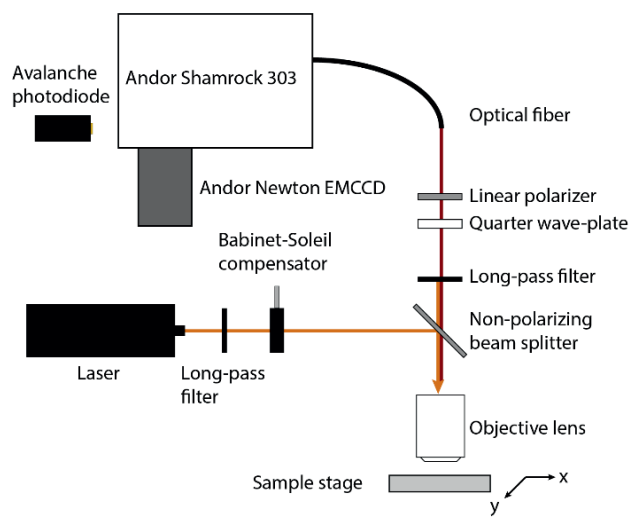 Avalanche
photodiode
Andor Shamrock 303
Optical fiber
Andor Newton EMCCD
Linear polarizer
Quarter wave-plate
Babinet-Soleil
compensator
Long-pass filter
Non-polarizing
beam splitter
Laser
Long-pass
filter
Objective lens
Sample stage
x
y